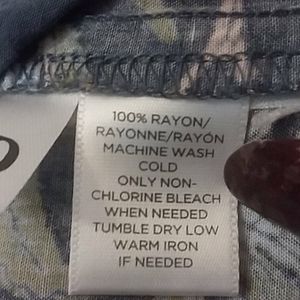 100% RAYON/
RAYONNE/RAYÓN
MACHINE WASH
COLD
ONLY NON-
CHLORINE BLEACH
WHEN NEEDED
TUMBLE DRY LOW
WARM IRON
IF NEEDED